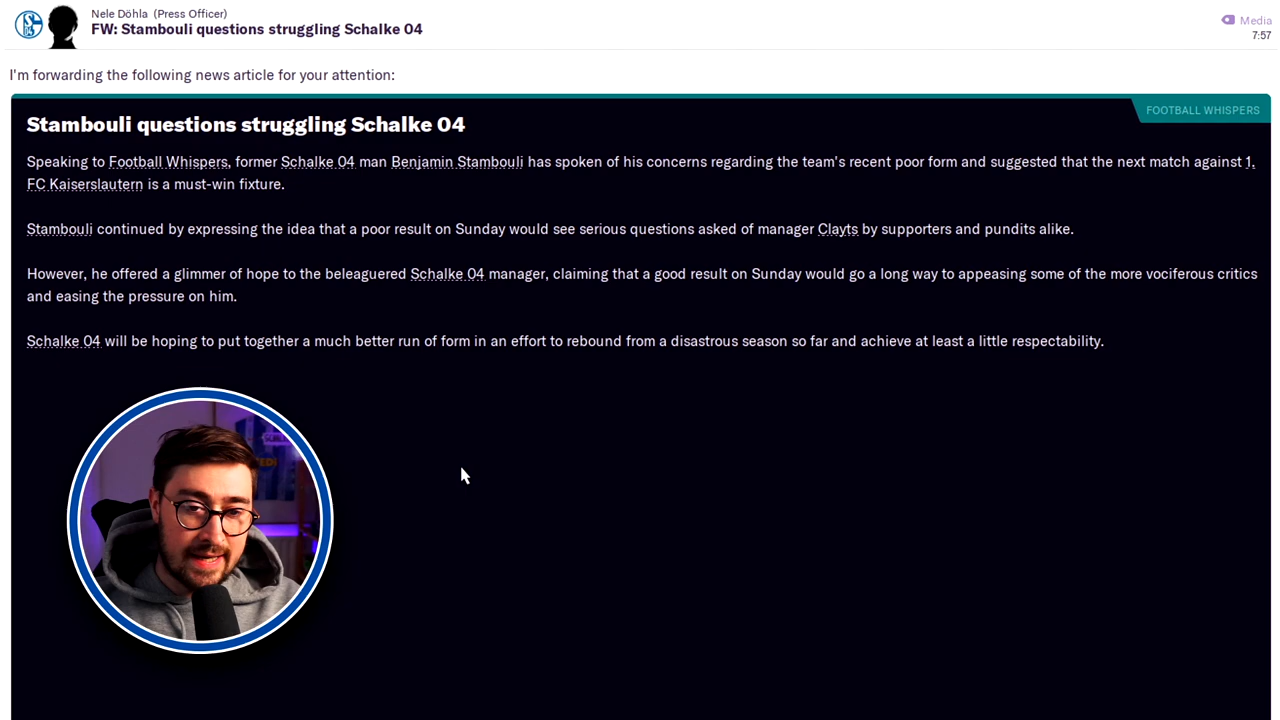 Nele Döhla (Press Officer)
FW: Stambouli questions struggling Schalke 04
Media
7:57
I'm forwarding the following news article for your attention:
FOOTBALL WHISPERS
Stambouli questions struggling Schalke 04
Speaking to Football Whispers, former Schalke 04 man Benjamin Stambouli has spoken of his concerns regarding the team's recent poor form and suggested that the next match against 1.
FC Kaiserslautern is a must-win fixture.
Stambouli continued by expressing the idea that a poor result on Sunday would see serious questions asked of manager Clayts by supporters and pundits alike.
However, he offered a glimmer of hope to the beleaguered Schalke 04 manager, claiming that a good result on Sunday would go a long way to appeasing some of the more vociferous critics
and easing the pressure on him.
Schalke 04 will be hoping to put together a much better run of form in an effort to rebound from a disastrous season so far and achieve at least a little respectability.